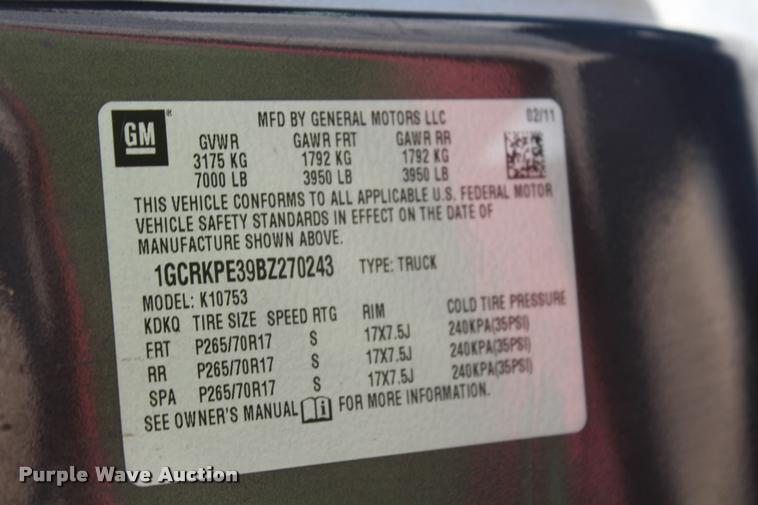 GM
MFD BY GENERAL MOTORS LLC 02/11
GVWR GAWR FRT GAWR RR
3175 KG 1792 KG 1792 KG
7000 LB 3950 LB 3950 LB
THIS VEHICLE CONFORMS TO ALL APPLICABLE U.S. FEDERAL MOTOR
VEHICLE SAFETY STANDARDS IN EFFECT ON THE DATE OF
MANUFACTURE SHOWN ABOVE.
1GCRKPE39BZ270243 TYPE: TRUCK
MODEL: K10753
KDKQ TIRE SIZE SPEED RTG RIM COLD TIRE PRESSURE
FRT P265/70R17 S 17X7.5J 240KPA(35PSI)
RR P265/70R17 S 17X7.5J 240KPA(35PSI)
SPA P265/70R17 S 17X7.5J 240KPA(35PSI)
SEE OWNER'S MANUAL i FOR MORE INFORMATION.
Purple Wave Auction